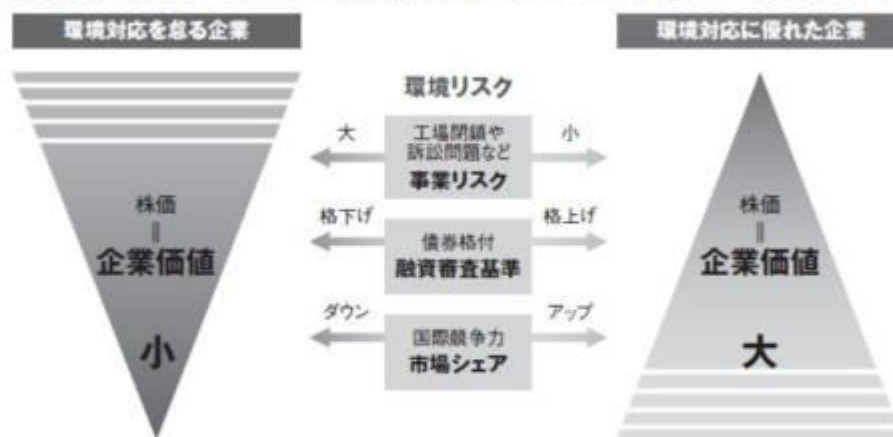 環境対応を怠る企業
環境対応に優れた企業
環境リスク
大
工場閉鎖や
訴訟問題など
事業リスク
小
格下げ
債券格付
融資審査基準
格上げ
ダウン
国際競争力
市場シェア
アップ
株価
||
企業価値
小
株価
||
企業価値
大